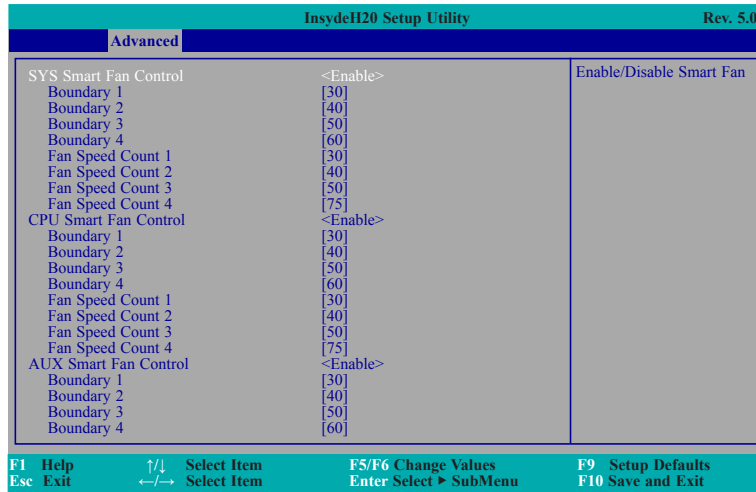 InsydeH20 Setup Utility Rev. 5.0
Advanced
SYS Smart Fan Control <Enable>
Boundary 1 [30]
Boundary 2 [40]
Boundary 3 [50]
Boundary 4 [60]
Fan Speed Count 1 [30]
Fan Speed Count 2 [40]
Fan Speed Count 3 [50]
Fan Speed Count 4 [75]
CPU Smart Fan Control <Enable>
Boundary 1 [30]
Boundary 2 [40]
Boundary 3 [50]
Boundary 4 [60]
Fan Speed Count 1 [30]
Fan Speed Count 2 [40]
Fan Speed Count 3 [50]
Fan Speed Count 4 [75]
AUX Smart Fan Control <Enable>
Boundary 1 [30]
Boundary 2 [40]
Boundary 3 [50]
Boundary 4 [60]
Enable/Disable Smart Fan
F1 Help ↑/↓ Select Item F5/F6 Change Values F9 Setup Defaults
Esc Exit ←/→ Select Item Enter Select ▶ SubMenu F10 Save and Exit